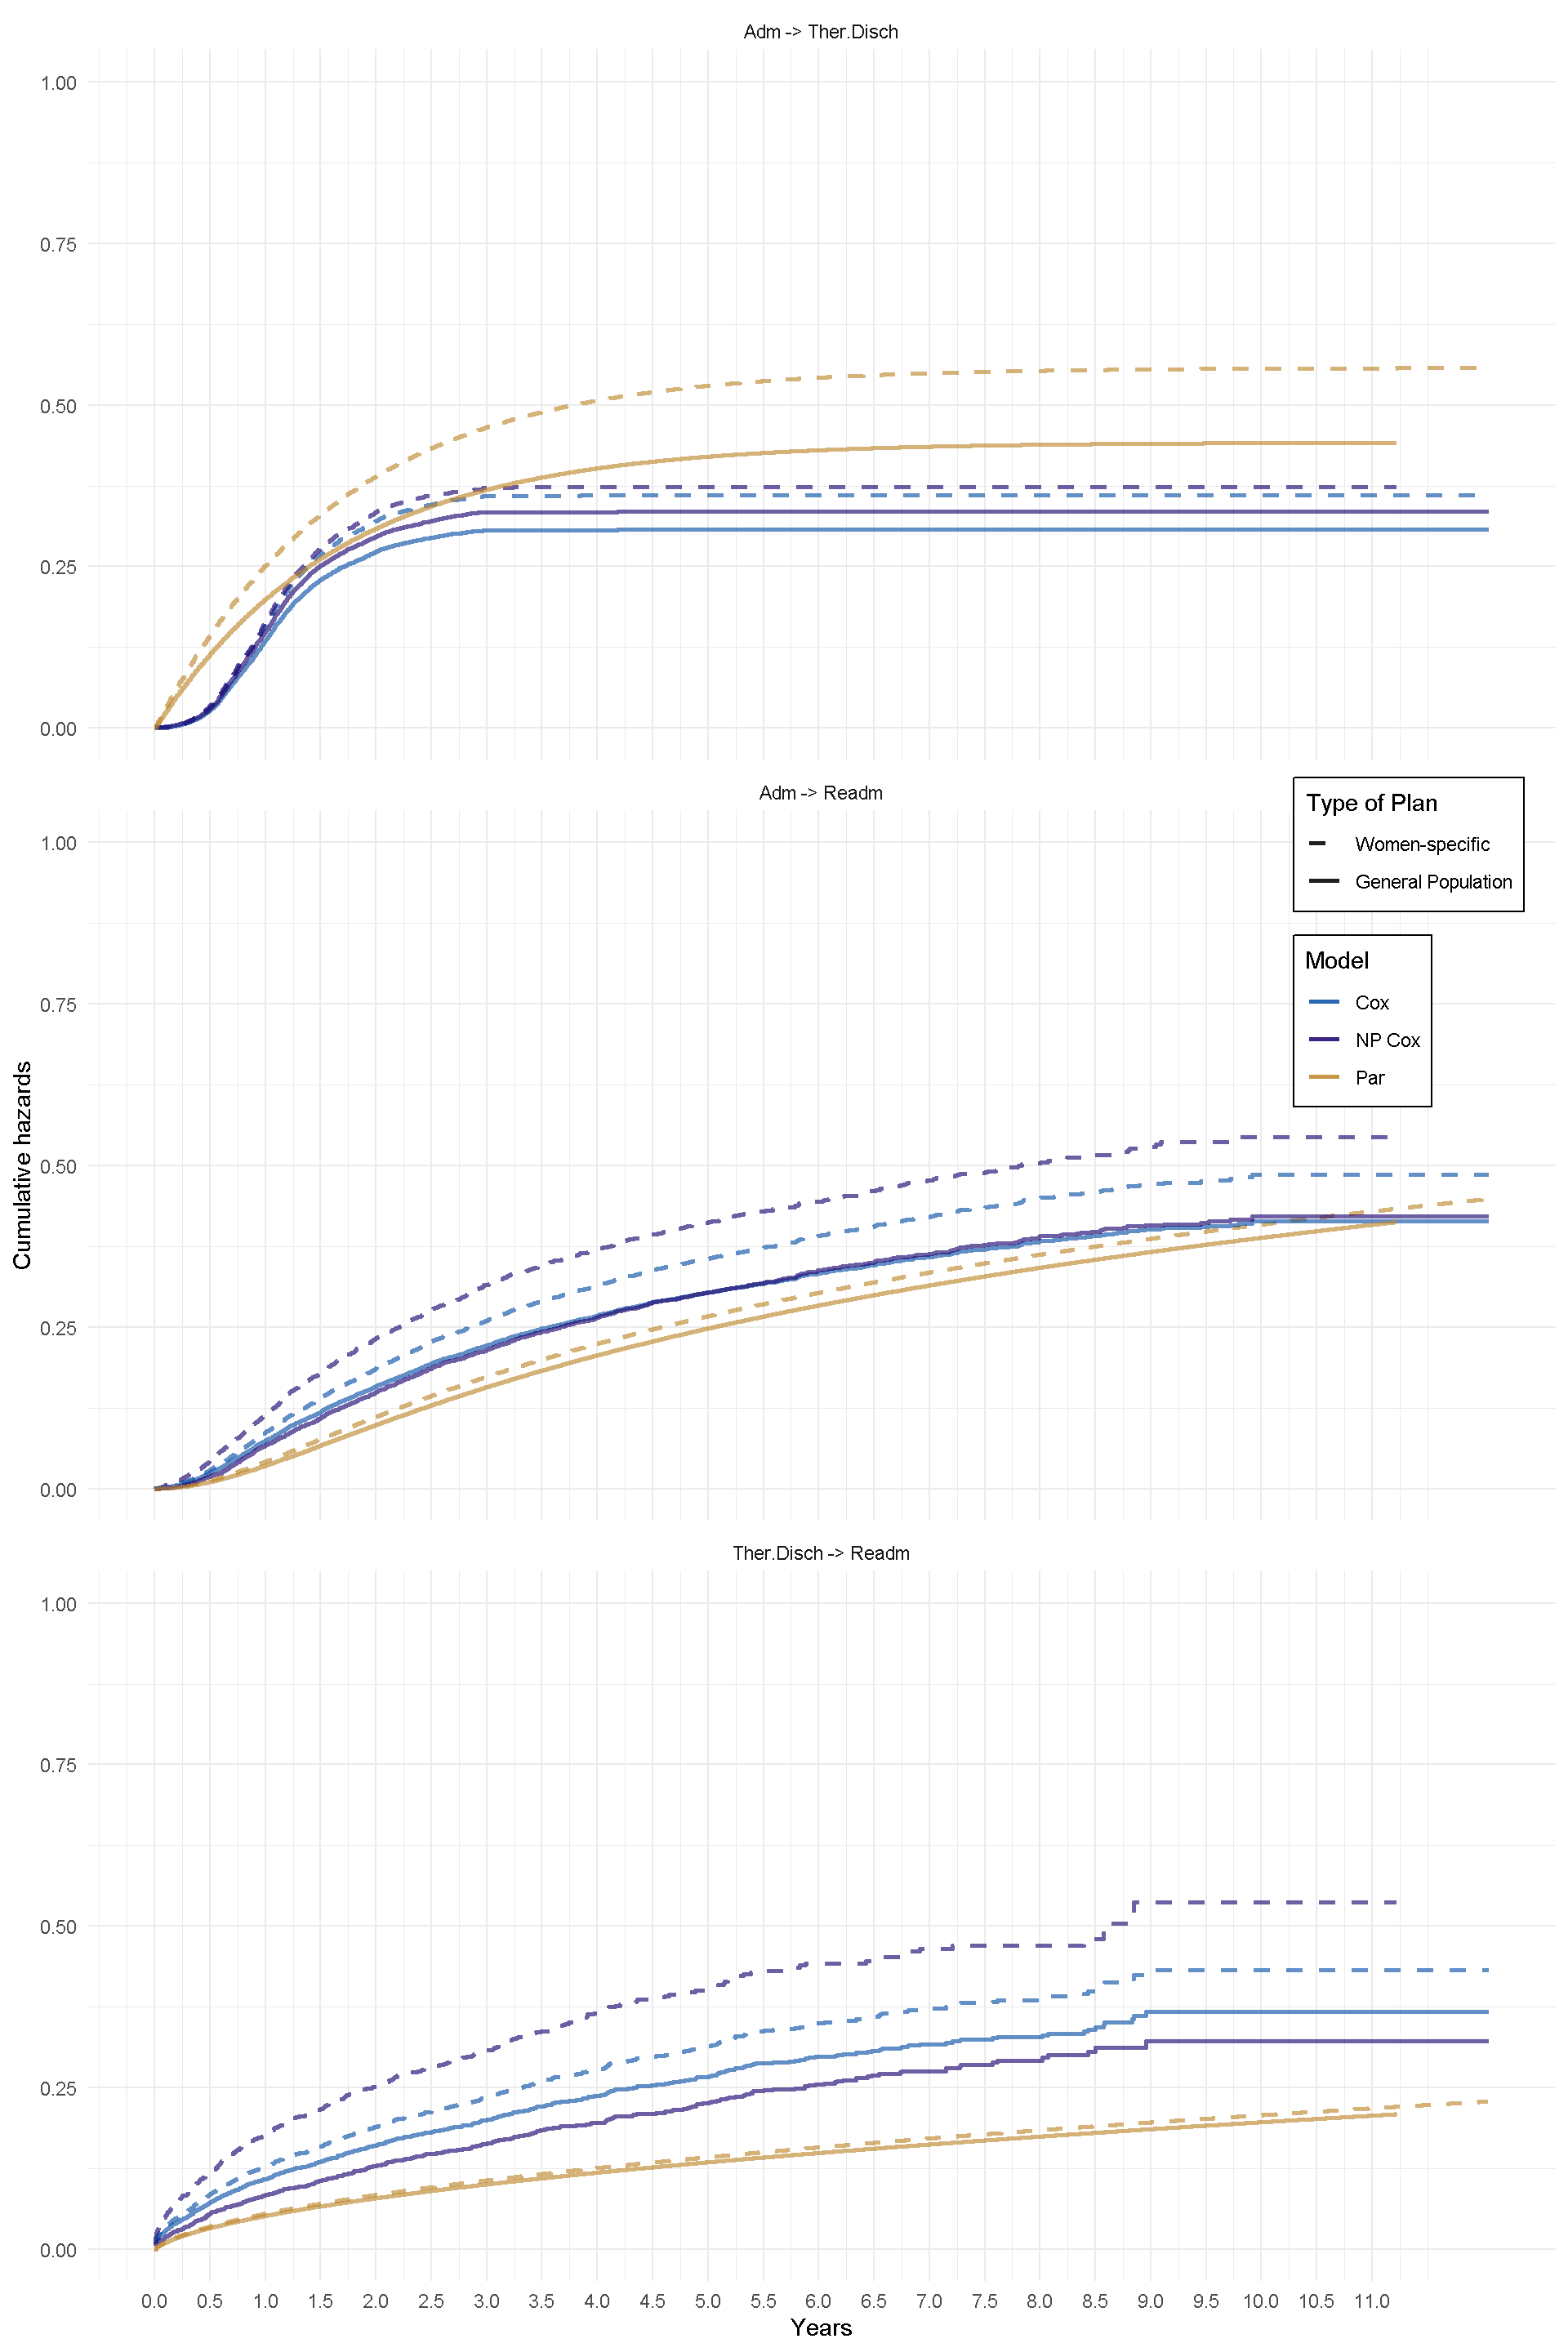 Adm -> Ther.Disch
1.00
0.75
0.50
0.25
0.00
Adm -> Readm
1.00
0.75
0.50
0.25
0.00
Type of Plan
Women-specific
General Population
Model
Cox
NP Cox
Par
Cumulative hazards
Ther.Disch -> Readm
1.00
0.75
0.50
0.25
0.00
0.0 0.5 1.0 1.5 2.0 2.5 3.0 3.5 4.0 4.5 5.0 5.5 6.0 6.5 7.0 7.5 8.0 8.5 9.0 9.5 10.0 10.5 11.0
Years